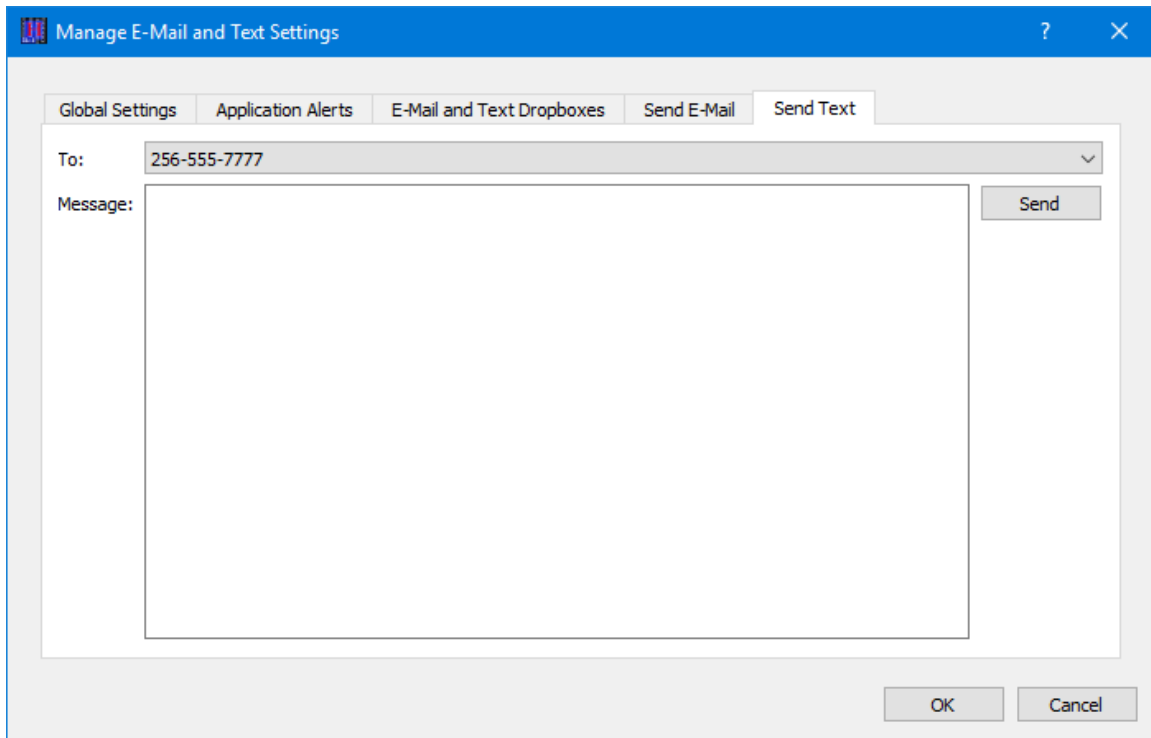 Manage E-Mail and Text Settings ?
Global Settings Application Alerts E-Mail and Text Dropboxes Send E-Mail Send Text
To: 256-555-7777
Message: Send
OK Cancel